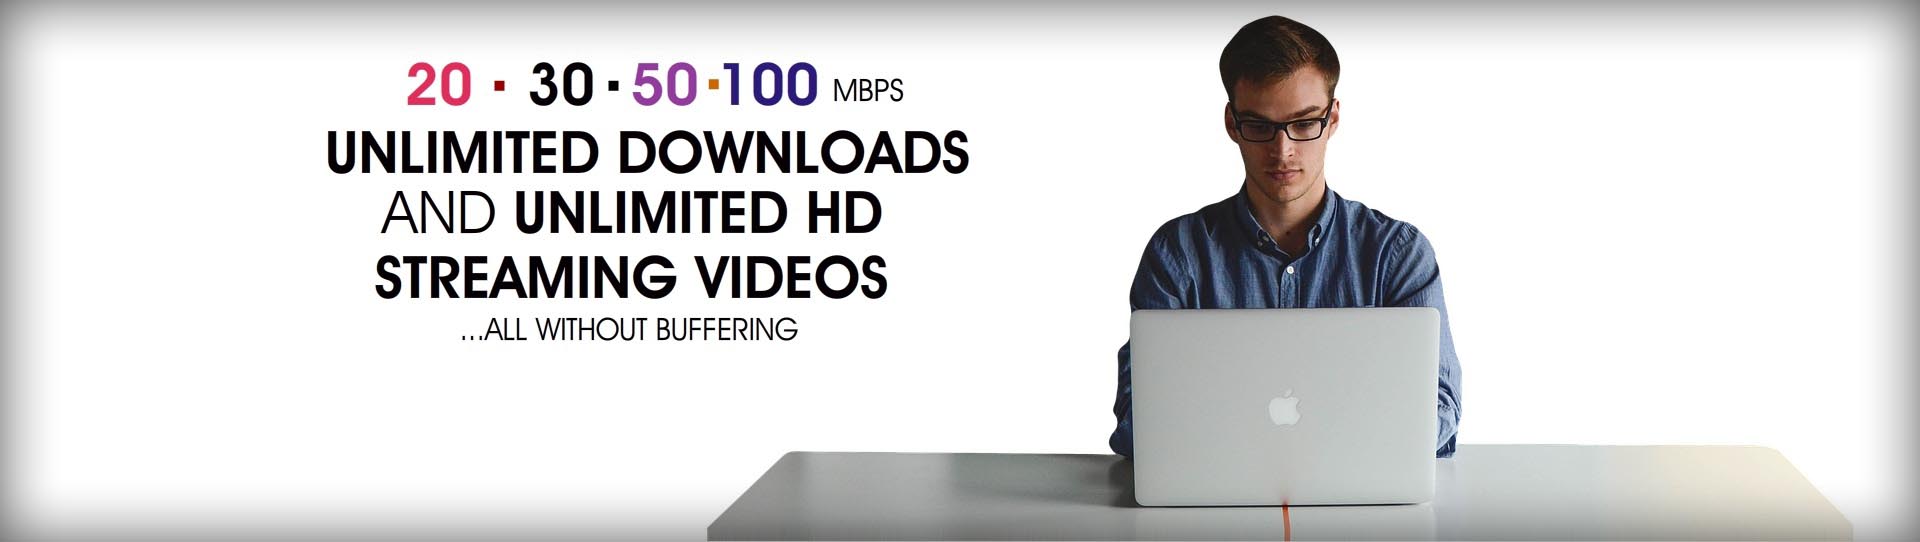 20 · 30 · 50 · 100 MBPS
UNLIMITED DOWNLOADS
AND UNLIMITED HD
STREAMING VIDEOS
...ALL WITHOUT BUFFERING